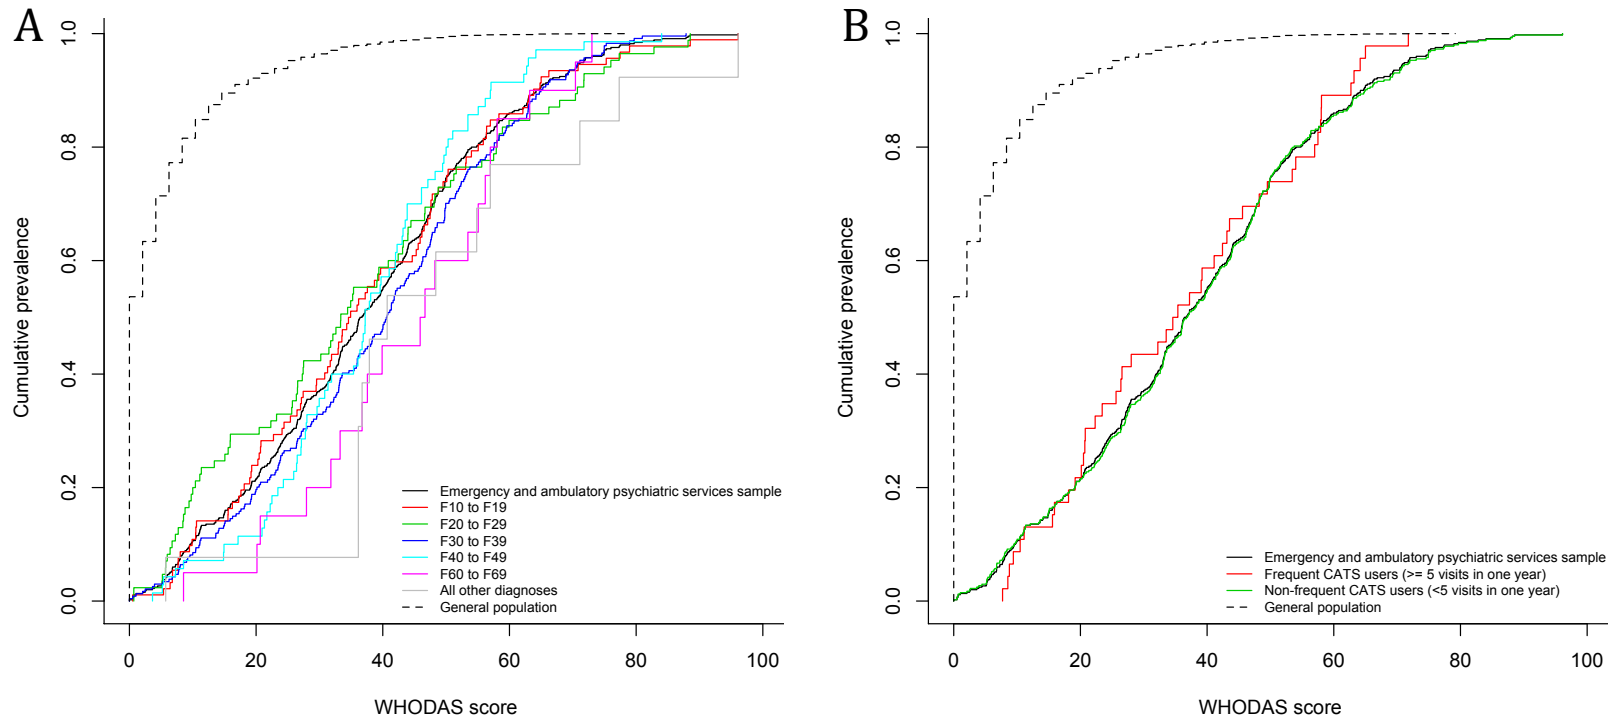 A
Cumulative prevalence
1.0
0.8
0.6
0.4
0.2
0.0
Emergency and ambulatory psychiatric services sample
F10 to F19
F20 to F29
F30 to F39
F40 to F49
F60 to F69
All other diagnoses
General population
0 20 40 60 80 100
WHODAS score
B
Cumulative prevalence
1.0
0.8
0.6
0.4
0.2
0.0
Emergency and ambulatory psychiatric services sample
Frequent CATS users (>= 5 visits in one year)
Non-frequent CATS users (<5 visits in one year)
General population
0 20 40 60 80 100
WHODAS score